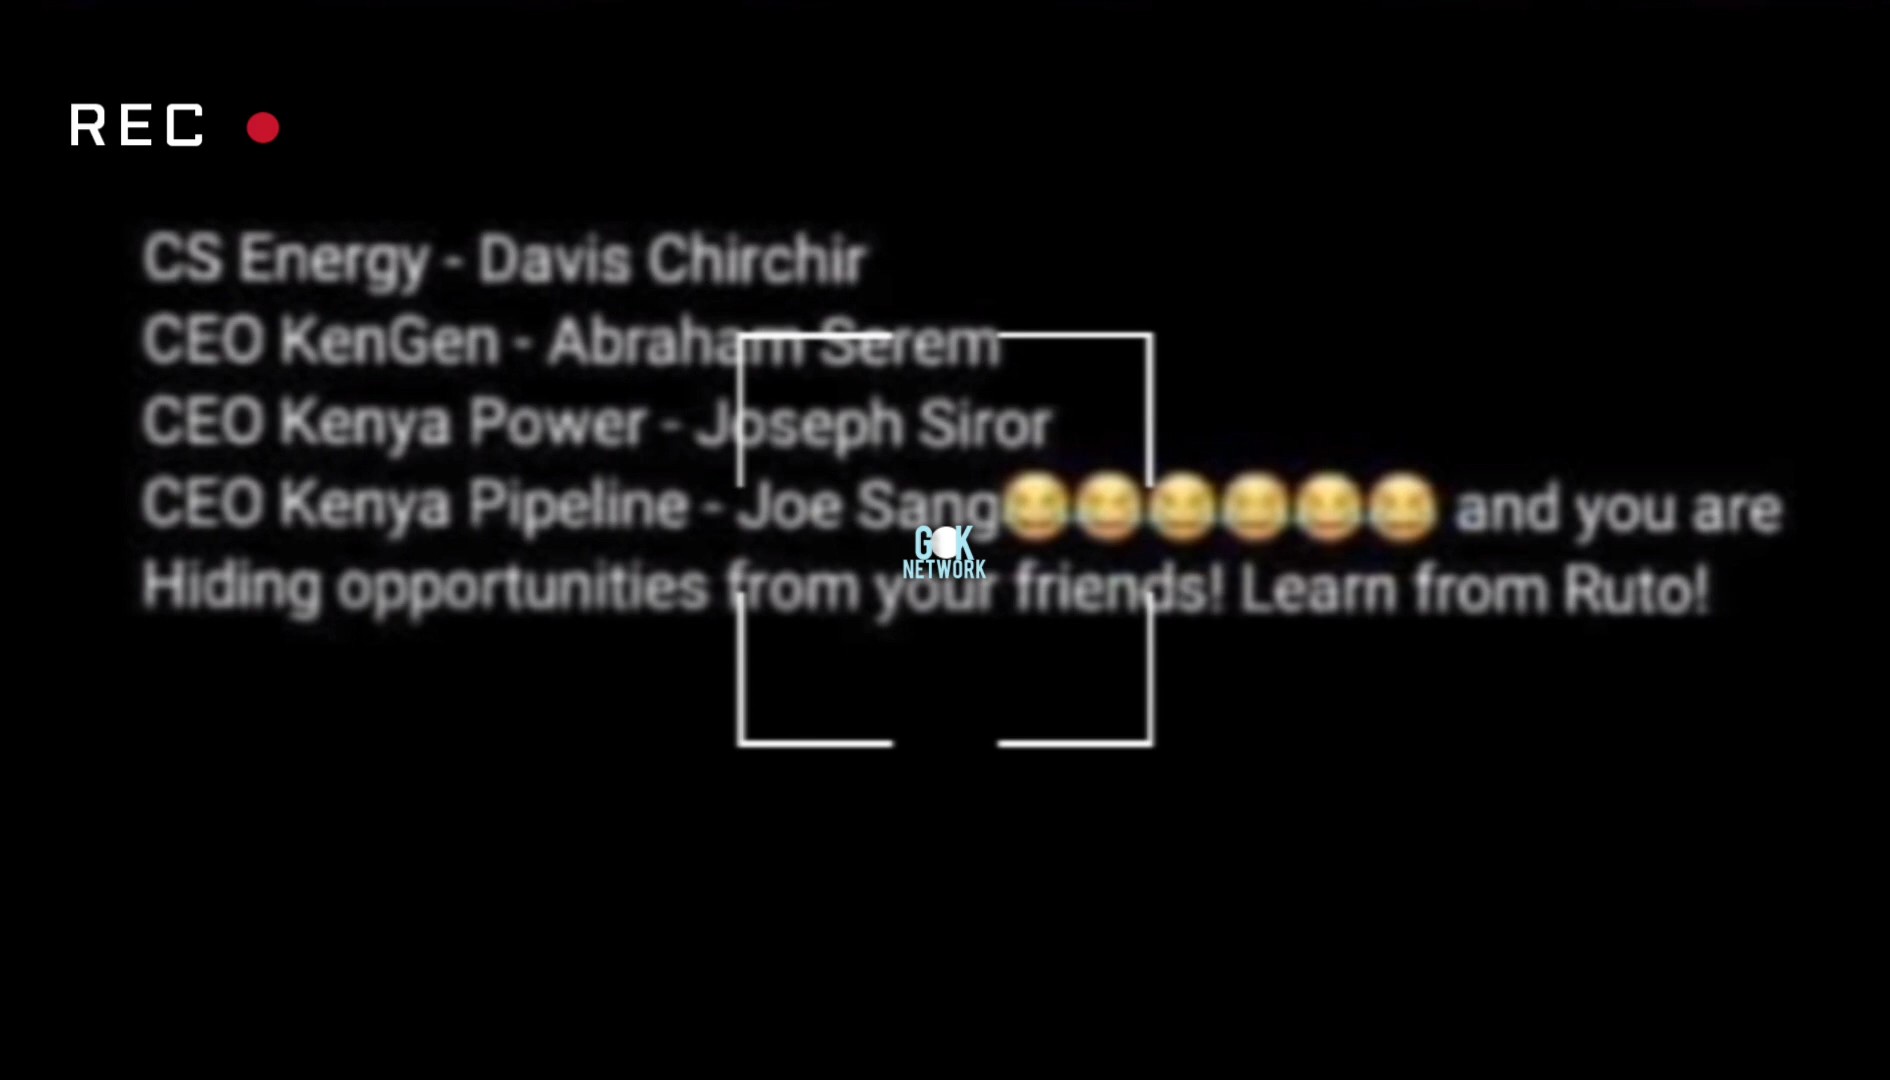 REC
CS Energy - Davis Chirchir
CEO KenGen - Abraham Serem
CEO Kenya Power - Joseph Siror
CEO Kenya Pipeline - Joe Sang😂😂😂😂😂😂 and you are
Hiding opportunities from your friends! Learn from Ruto!
GOK
NETWORK